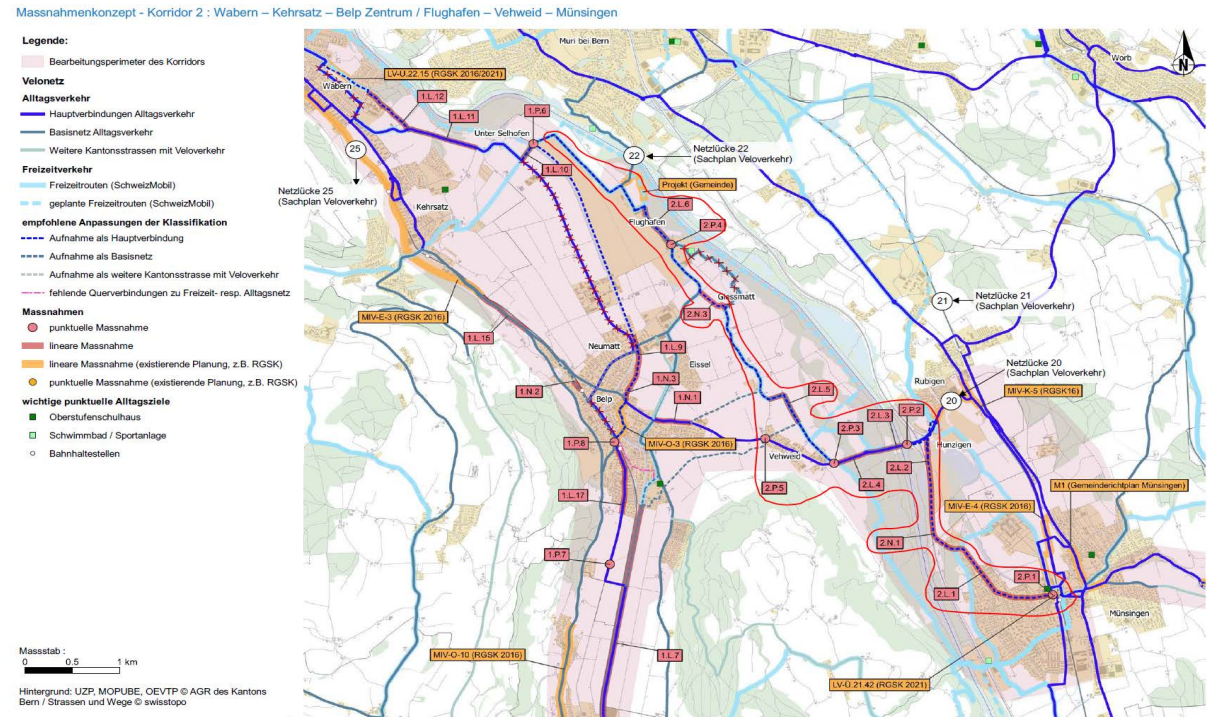 Massnahmenkonzept - Korridor 2 : Wabern – Kehrsatz – Belp Zentrum / Flughafen – Vehweid – Münsingen
Legende:
Bearbeitungsperimeter des Korridors
Velonetz
Alltagsverkehr
Hauptverbindungen Alltagsverkehr
Basisnetz Alltagsverkehr
Weitere Kantonsstrassen mit Veloverkehr
Freizeitverkehr
Freizeitrouten (SchweizMobil)
geplante Freizeitrouten (SchweizMobil)
empfohlene Anpassungen der Klassifikation
Aufnahme als Hauptverbindung
Aufnahme als Basisnetz
Aufnahme als weitere Kantonsstrasse mit Veloverkehr
fehlende Querverbindungen zu Freizeit- resp. Alltagsnetz
Massnahmen
punktuelle Massnahme
lineare Massnahme
lineare Massnahme (existierende Planung, z.B. RGSK)
punktuelle Massnahme (existierende Planung, z.B. RGSK)
wichtige punktuelle Alltagsziele
Oberstufenschulhaus
Schwimmbad / Sportanlage
Bahnhaltestellen
Massstab :
0 0.5 1 km
Hintergrund: UZP, MOPUBE, OEVTP © AGR des Kantons
Bern / Strassen und Wege © swisstopo
Muri bei Bern
Worb
N
LV-Ü.22.15 (RGSK 2016/2021)
Wabern
1.L.12
1.L.11
1.P.6
Unter Selhofen
25
22
Netzlücke 22
(Sachplan Veloverkehr)
1.L.10
Netzlücke 25
(Sachplan Veloverkehr)
Projekt (Gemeinde)
Kehrsatz
2.L.6
Flughafen
2.P.4
Giessmatt
21
Netzlücke 21
(Sachplan Veloverkehr)
MIV-E-3 (RGSK 2016)
2.N.3
1.L.15
Neumatt
1.L.9
Eissel
Netzlücke 20
(Sachplan Veloverkehr)
1.N.3
Rubigen
1.N.2
2.L.5
MIV-K-5 (RGSK16)
Belp
1.N.1
20
2.L.3
2.P.2
1.P.8
MIV-O-3 (RGSK 2016)
2.P.3
Hunzigen
Vehweid
2.L.2
2.L.4
2.P.5
M1 (Gemeinderichtplan Münsingen)
1.L.17
MIV-E-4 (RGSK 2016)
2.N.1
1.P.7
2.P.1
2.L.1
Münsingen
MIV-O-10 (RGSK 2016)
1.L.7
LV-Ü 21.42 (RGSK 2021)